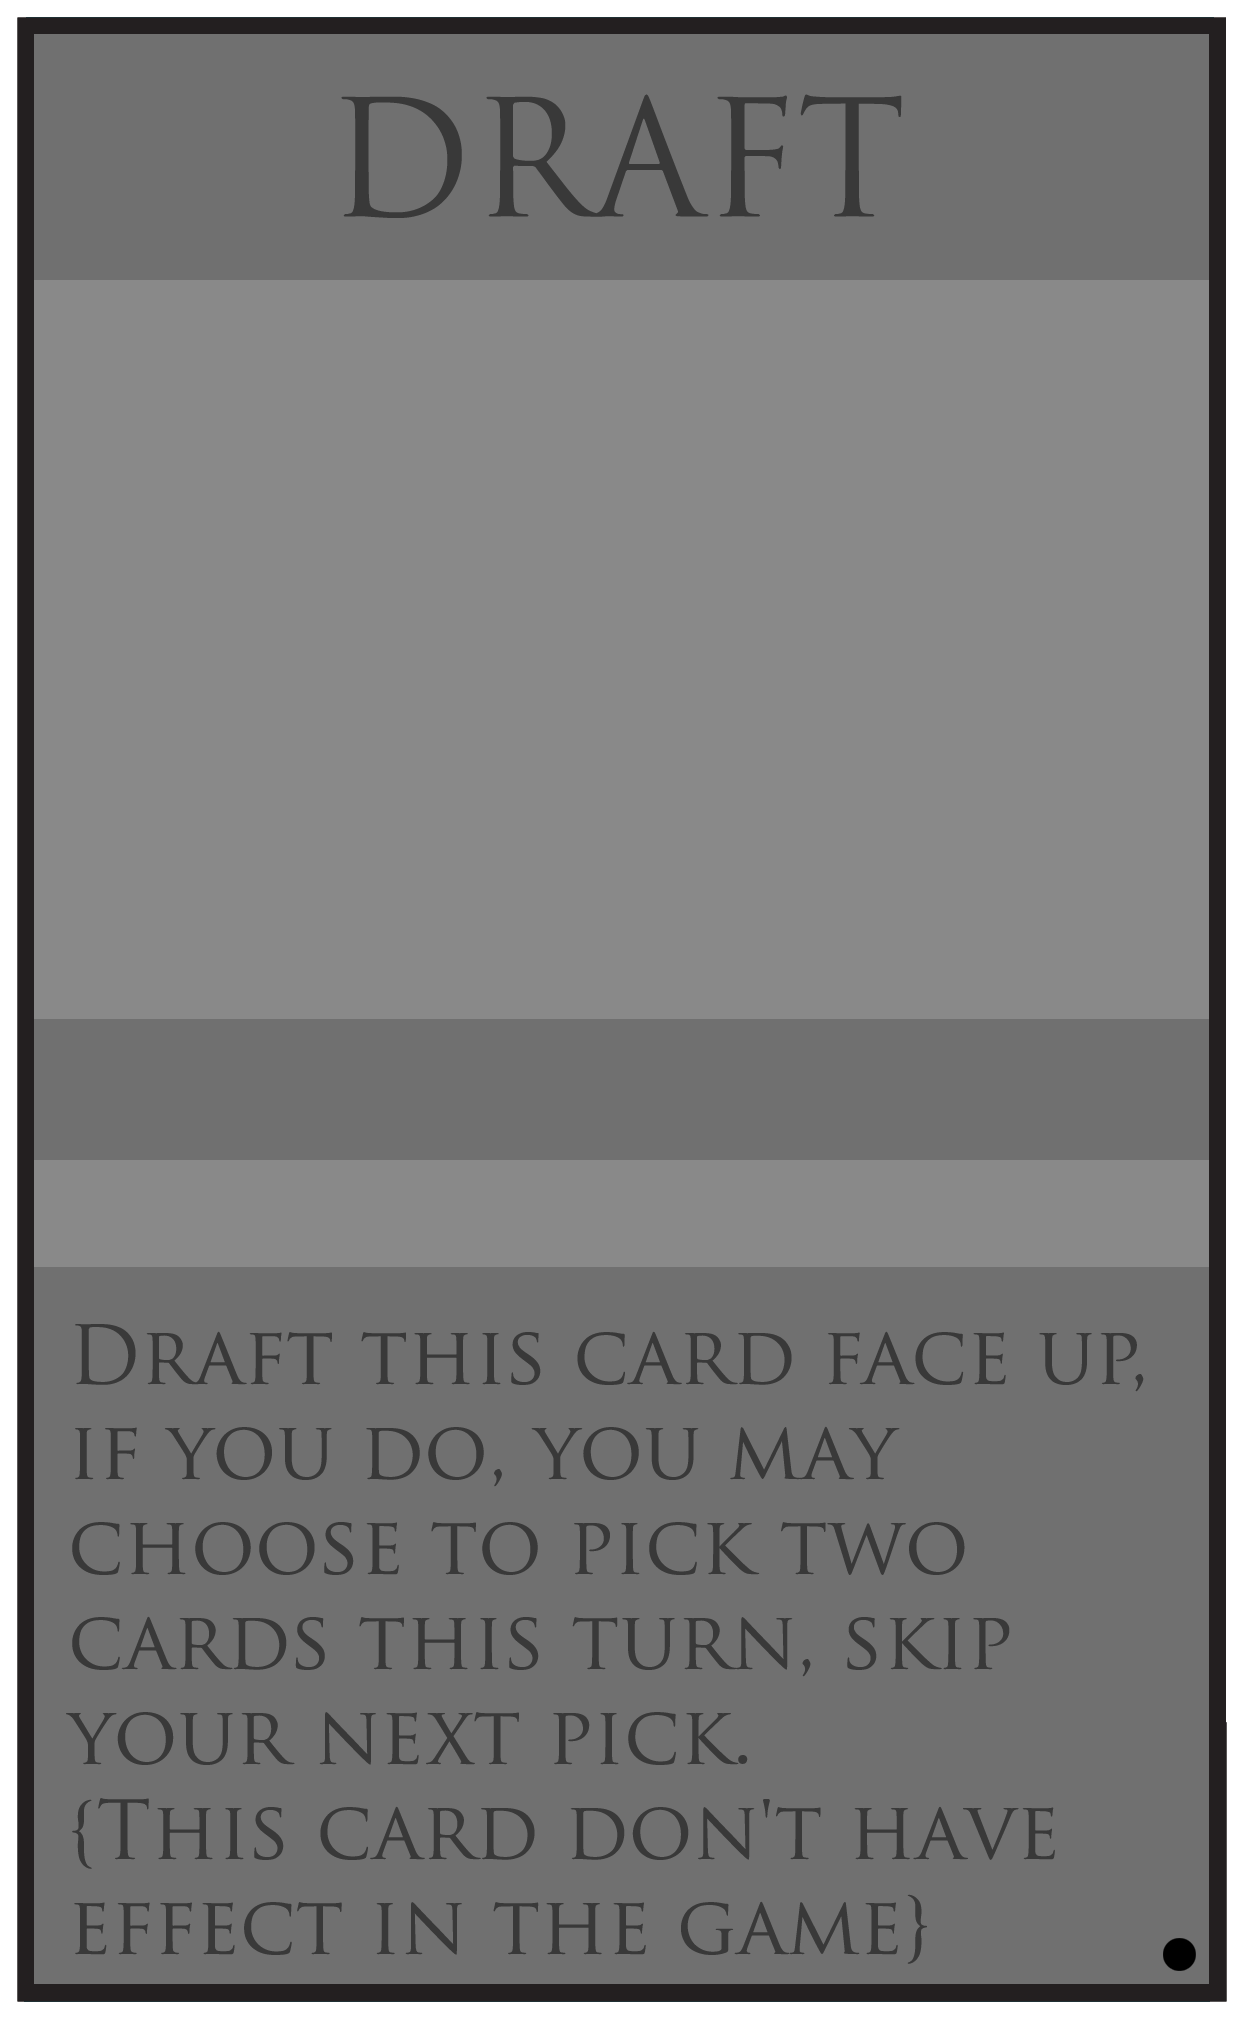 DRAFT
Draft this card face up,
if you do, you may
choose to pick two
cards this turn, skip
your next pick.
{This card don't have
effect in the game}